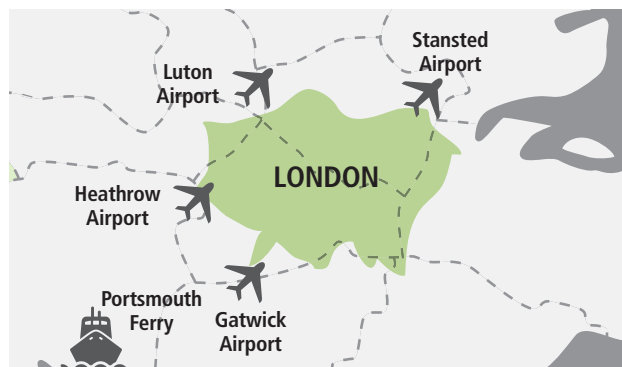 Stansted
Airport
Luton
Airport
LONDON
Heathrow
Airport
Portsmouth
Ferry
Gatwick
Airport